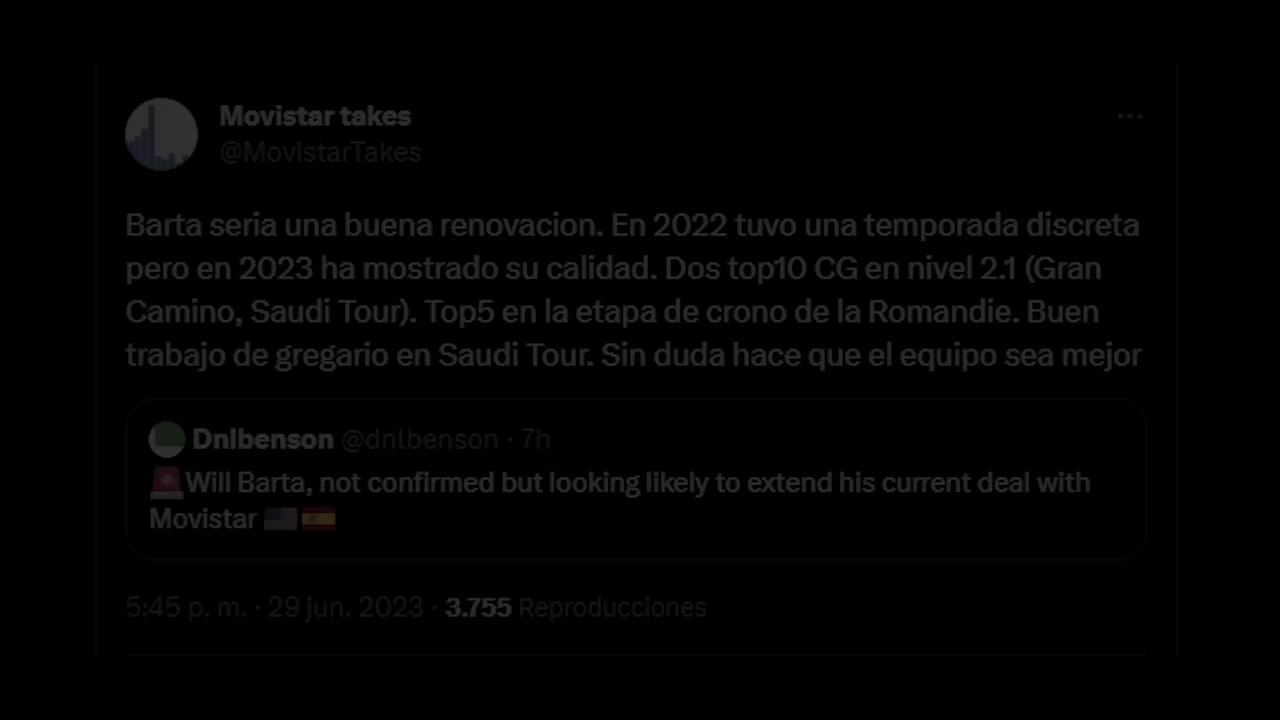 Movistar takes
@MovistarTakes
Barta seria una buena renovacion. En 2022 tuvo una temporada discreta
pero en 2023 ha mostrado su calidad. Dos top10 CG en nivel 2.1 (Gran
Camino, Saudi Tour). Top5 en la etapa de crono de la Romandie. Buen
trabajo de gregario en Saudi Tour. Sin duda hace que el equipo sea mejor
Dnlbenson @dnlbenson · 7h
🚨Will Barta, not confirmed but looking likely to extend his current deal with
Movistar 🇺🇸🇪🇸
5:45 p. m. · 29 jun. 2023 · 3.755 Reproducciones